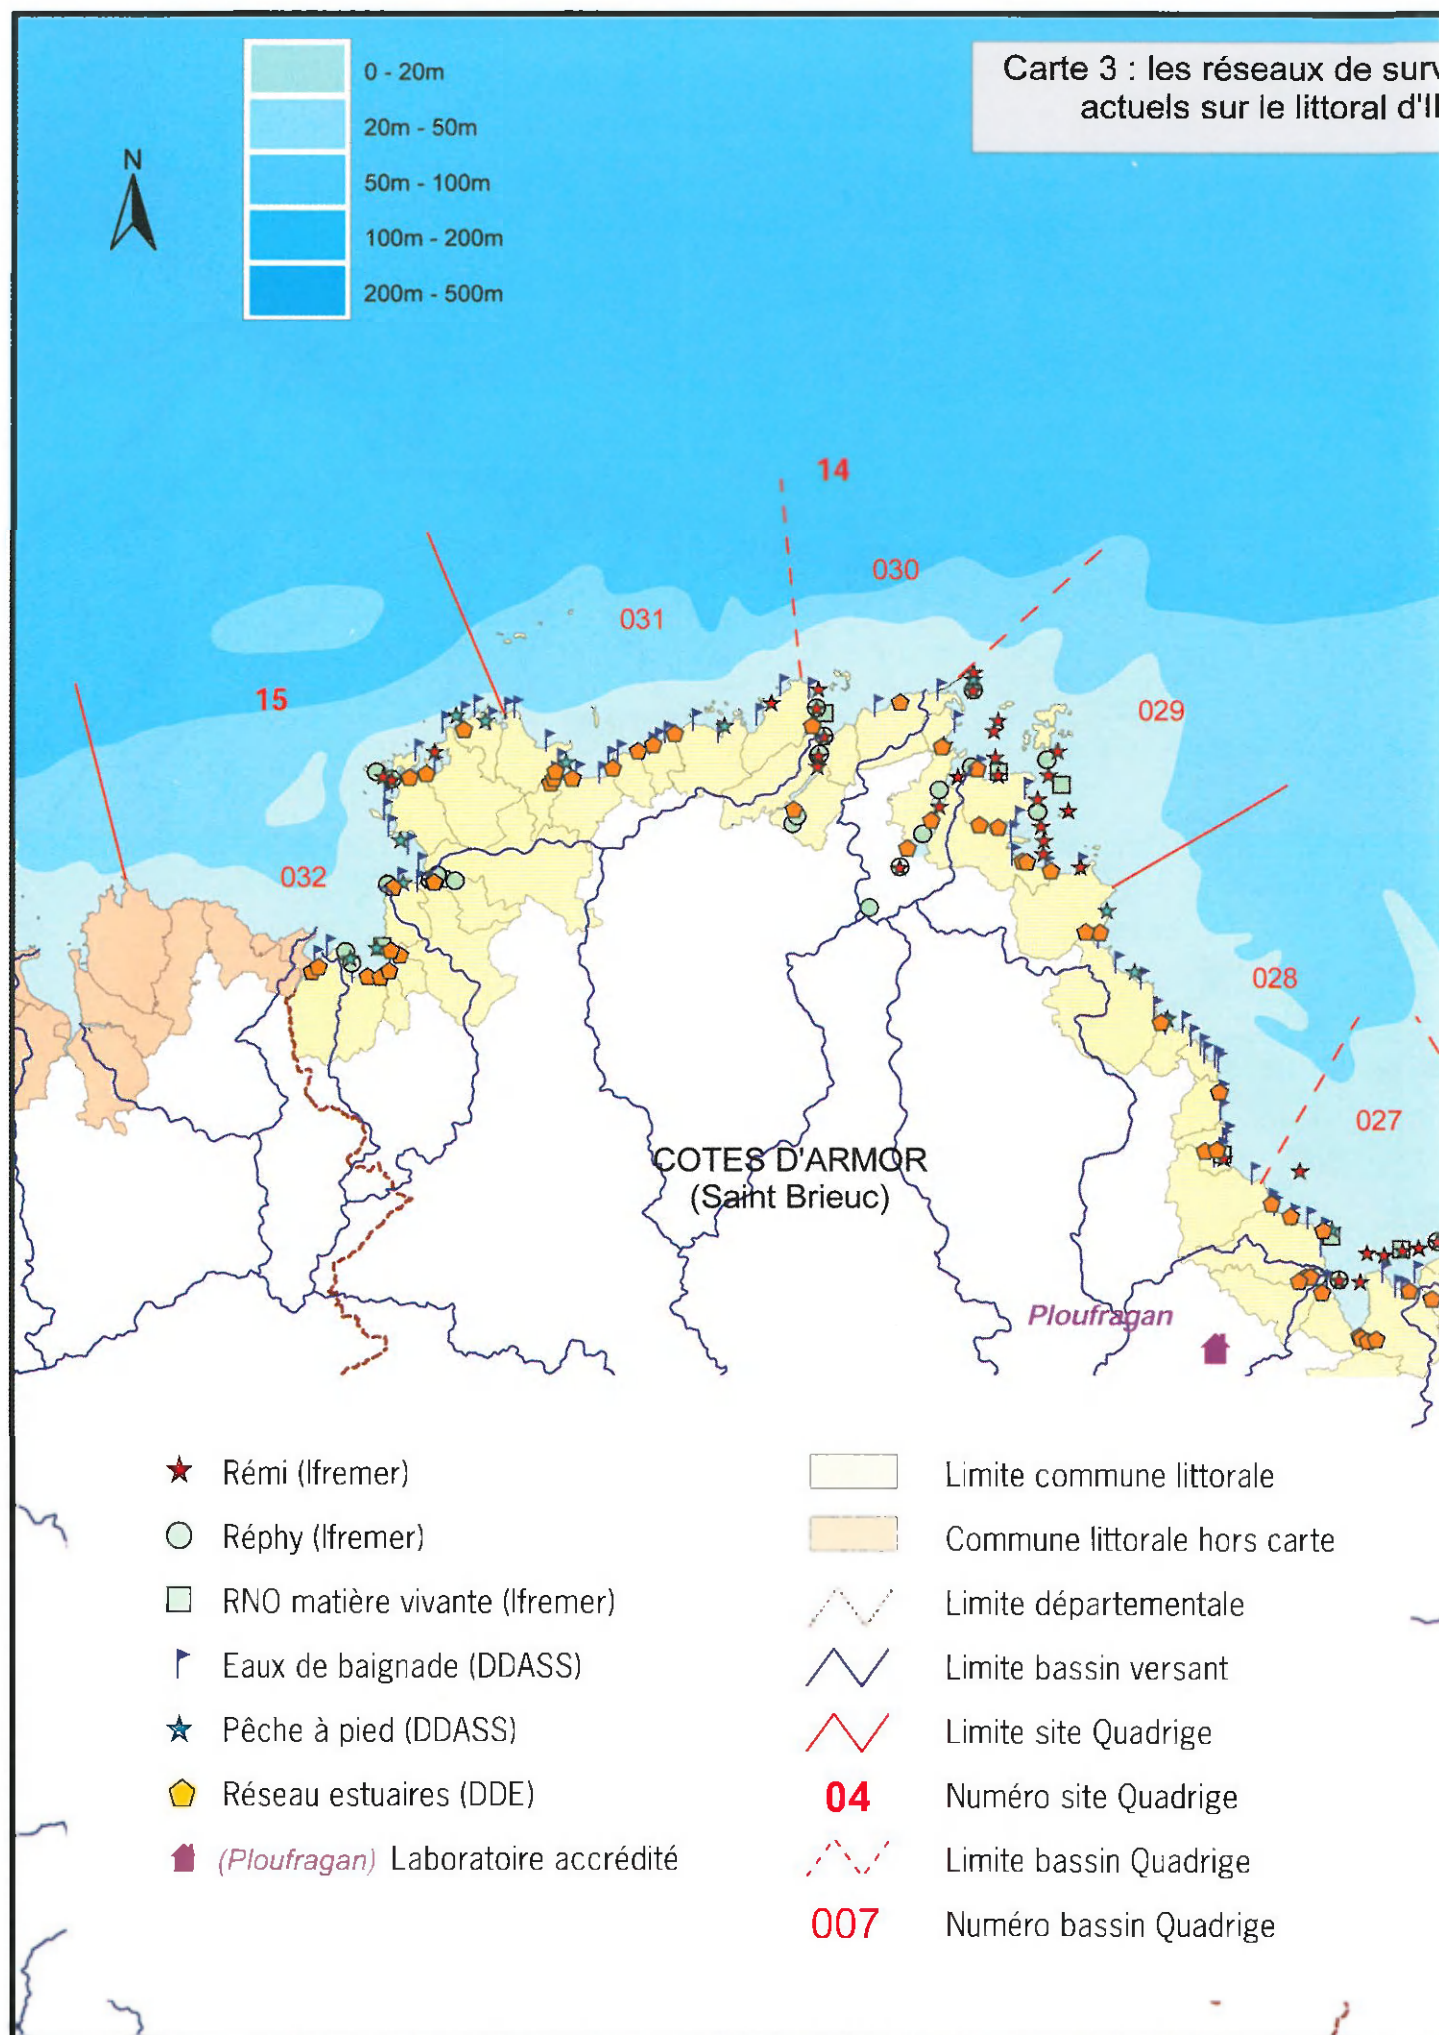 0 - 20m
20m - 50m
50m - 100m
100m - 200m
200m - 500m
N
Carte 3 : les réseaux de surv
actuels sur le littoral d'Il
14
030
031
15
029
032
028
027
COTES D'ARMOR
(Saint Brieuc)
Ploufragan
Rémi (Ifremer)
Réphy (Ifremer)
RNO matière vivante (Ifremer)
Eaux de baignade (DDASS)
Pêche à pied (DDASS)
Réseau estuaires (DDE)
(Ploufragan) Laboratoire accrédité
Limite commune littorale
Commune littorale hors carte
Limite départementale
Limite bassin versant
Limite site Quadrige
04 Numéro site Quadrige
Limite bassin Quadrige
007 Numéro bassin Quadrige